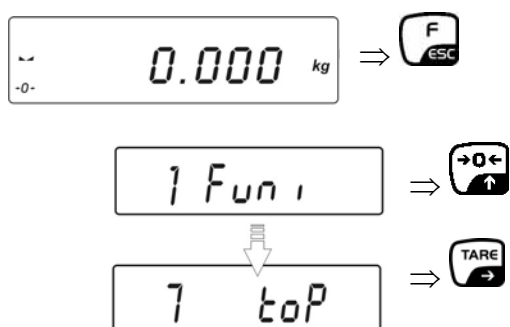 0.000 kg ⇒ F ESC
-0-
1 Funi ⇒ →0← ↑
7 toP ⇒ TARE →